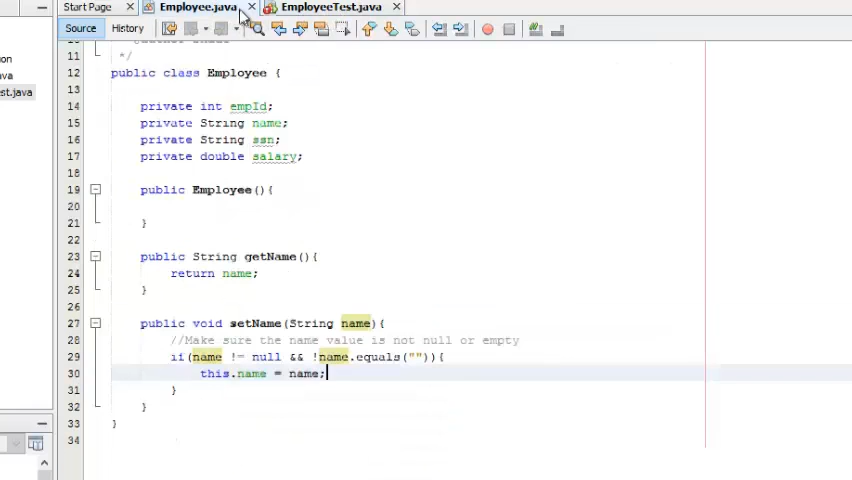 Start Page Employee.java EmployeeTest.java
Source History
on
ava
est.java
11 */
12 public class Employee {
13
14 private int empId;
15 private String name;
16 private String ssn;
17 private double salary;
18
19 public Employee(){
20
21 }
22
23 public String getName(){
24 return name;
25 }
26
27 public void setName(String name){
28 //Make sure the name value is not null or empty
29 if(name != null && !name.equals("")){
30 this.name = name;
31 }
32 }
33 }
34